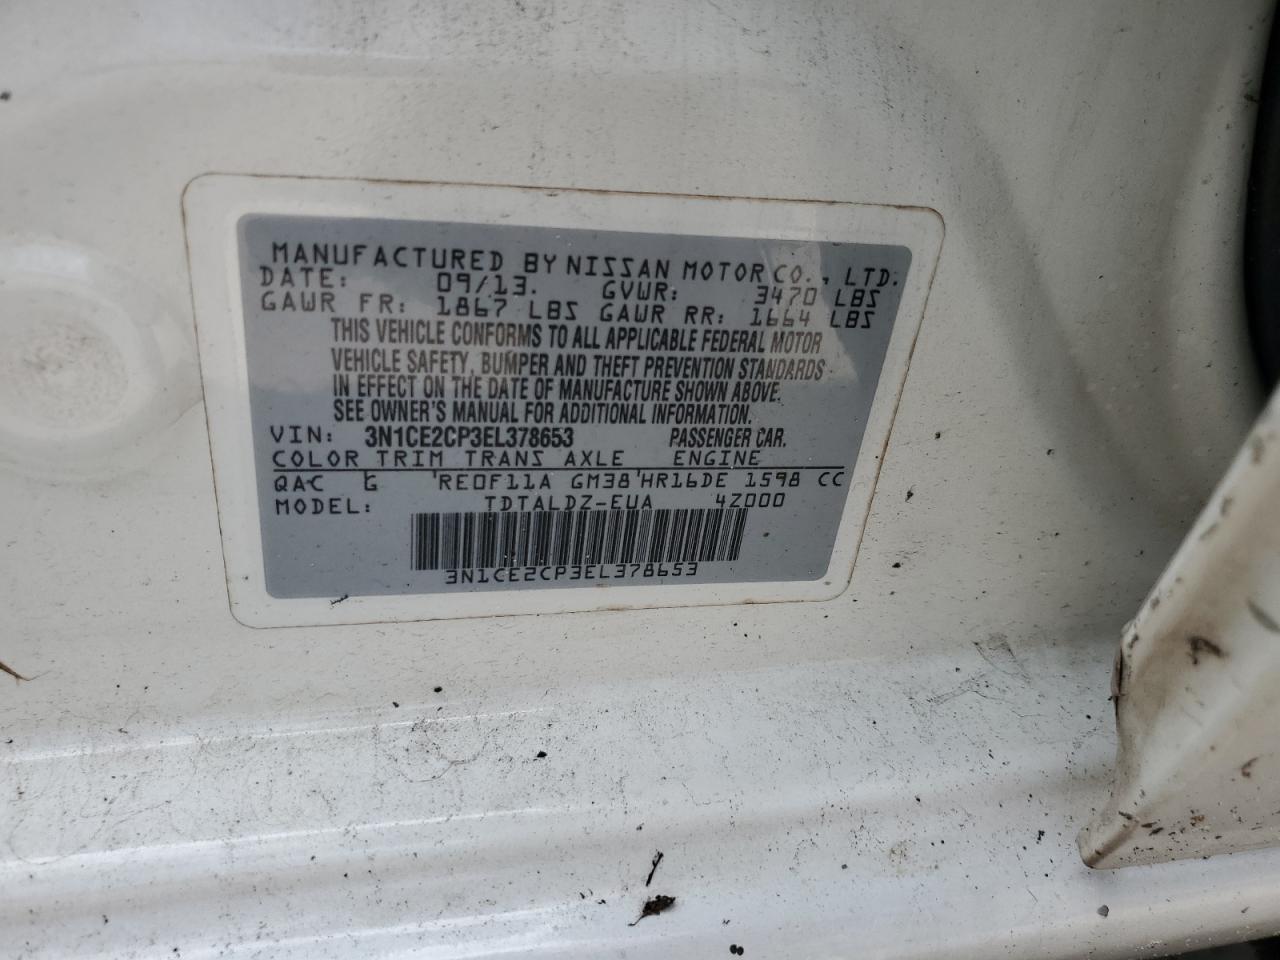 MANUFACTURED BY NISSAN MOTOR CO., LTD.
DATE: 09/13. GVWR: 3470 LBS
GAWR FR: 1867 LBS GAWR RR: 1664 LBS
THIS VEHICLE CONFORMS TO ALL APPLICABLE FEDERAL MOTOR
VEHICLE SAFETY, BUMPER AND THEFT PREVENTION STANDARDS
IN EFFECT ON THE DATE OF MANUFACTURE SHOWN ABOVE.
SEE OWNER'S MANUAL FOR ADDITIONAL INFORMATION.
VIN: 3N1CE2CP3EL378653 PASSENGER CAR.
COLOR TRIM TRANS AXLE ENGINE
QAC G RE0F11A GM38 HR16DE 1598 CC
MODEL: TDTALDZ-EUA 4Z000
3N1CE2CP3EL378653